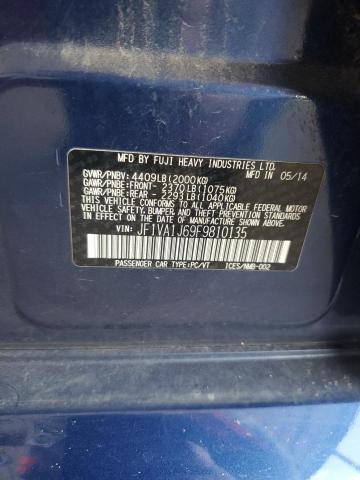 MFD BY FUJI HEAVY INDUSTRIES LTD.
GVWR/PNBV: 4409LB(2000KG) MFD IN 05/14
GAWR/PNBE:FRONT- 2370LB(1075KG)
GAWR/PNBE:REAR - 2293LB(1040KG)
THIS VEHICLE CONFORMS TO ALL APPLICABLE FEDERAL MOTOR
VEHICLE SAFETY, BUMPER, AND THEFT PREVENTION STANDARDS
IN EFFECT ON THE DATE OF MANUFACTURE SHOWN ABOVE.
VIN: JF1VA1J69F9810135
PASSENGER CAR TYPE:PC/VT ICES/NMB-002